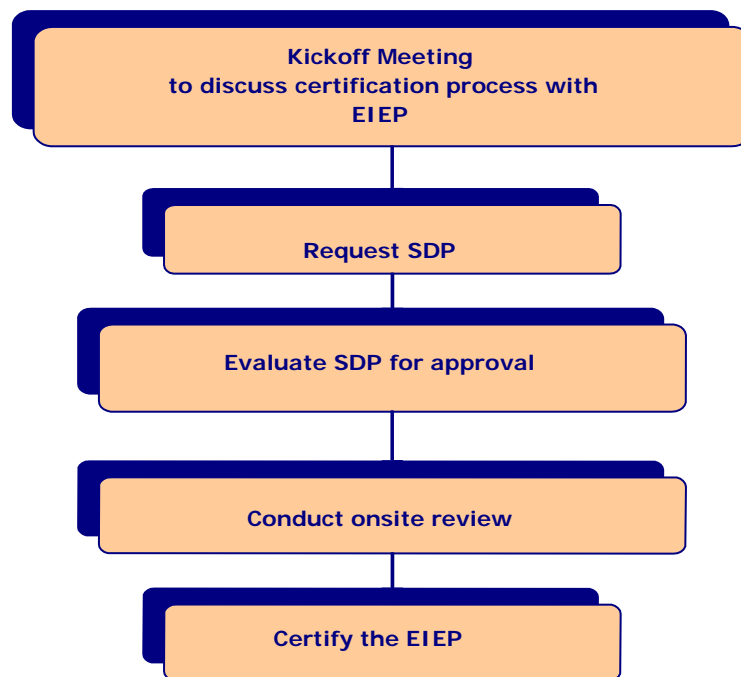 Kickoff Meeting
to discuss certification process with
EIEP
Request SDP
Evaluate SDP for approval
Conduct onsite review
Certify the EIEP